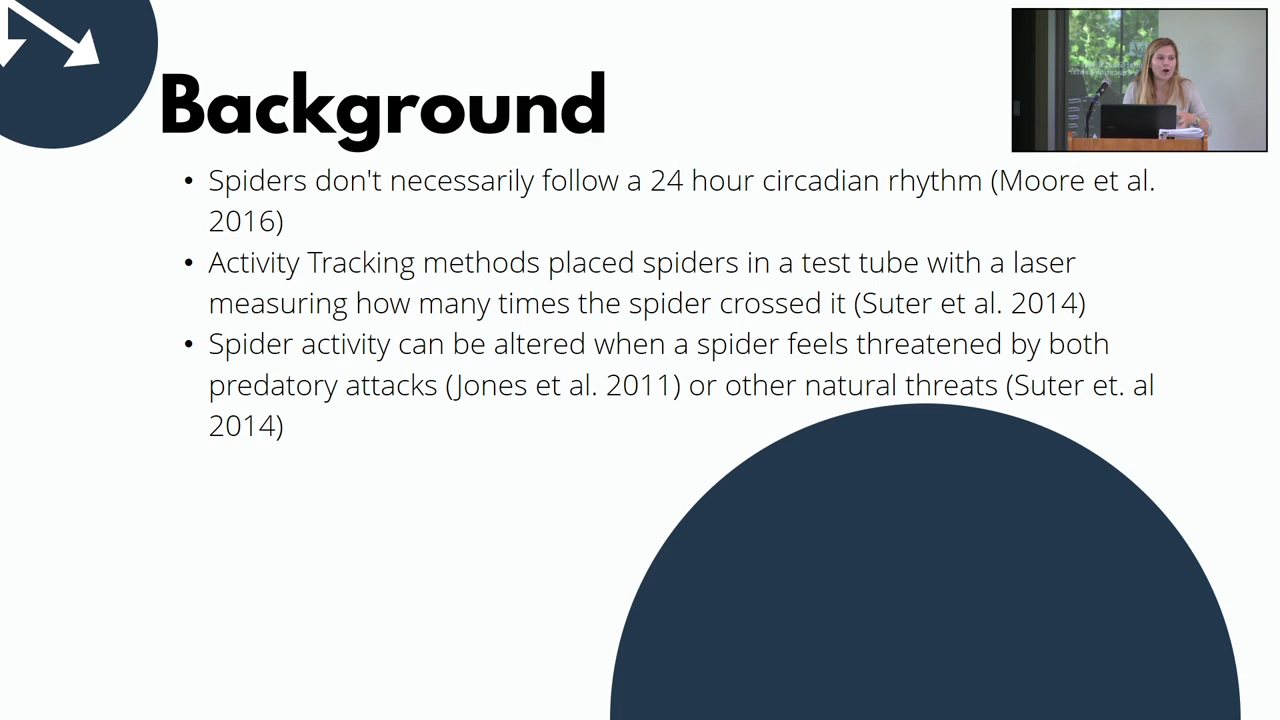 Background
• Spiders don't necessarily follow a 24 hour circadian rhythm (Moore et al.
2016)
• Activity Tracking methods placed spiders in a test tube with a laser
measuring how many times the spider crossed it (Suter et al. 2014)
• Spider activity can be altered when a spider feels threatened by both
predatory attacks (Jones et al. 2011) or other natural threats (Suter et. al
2014)